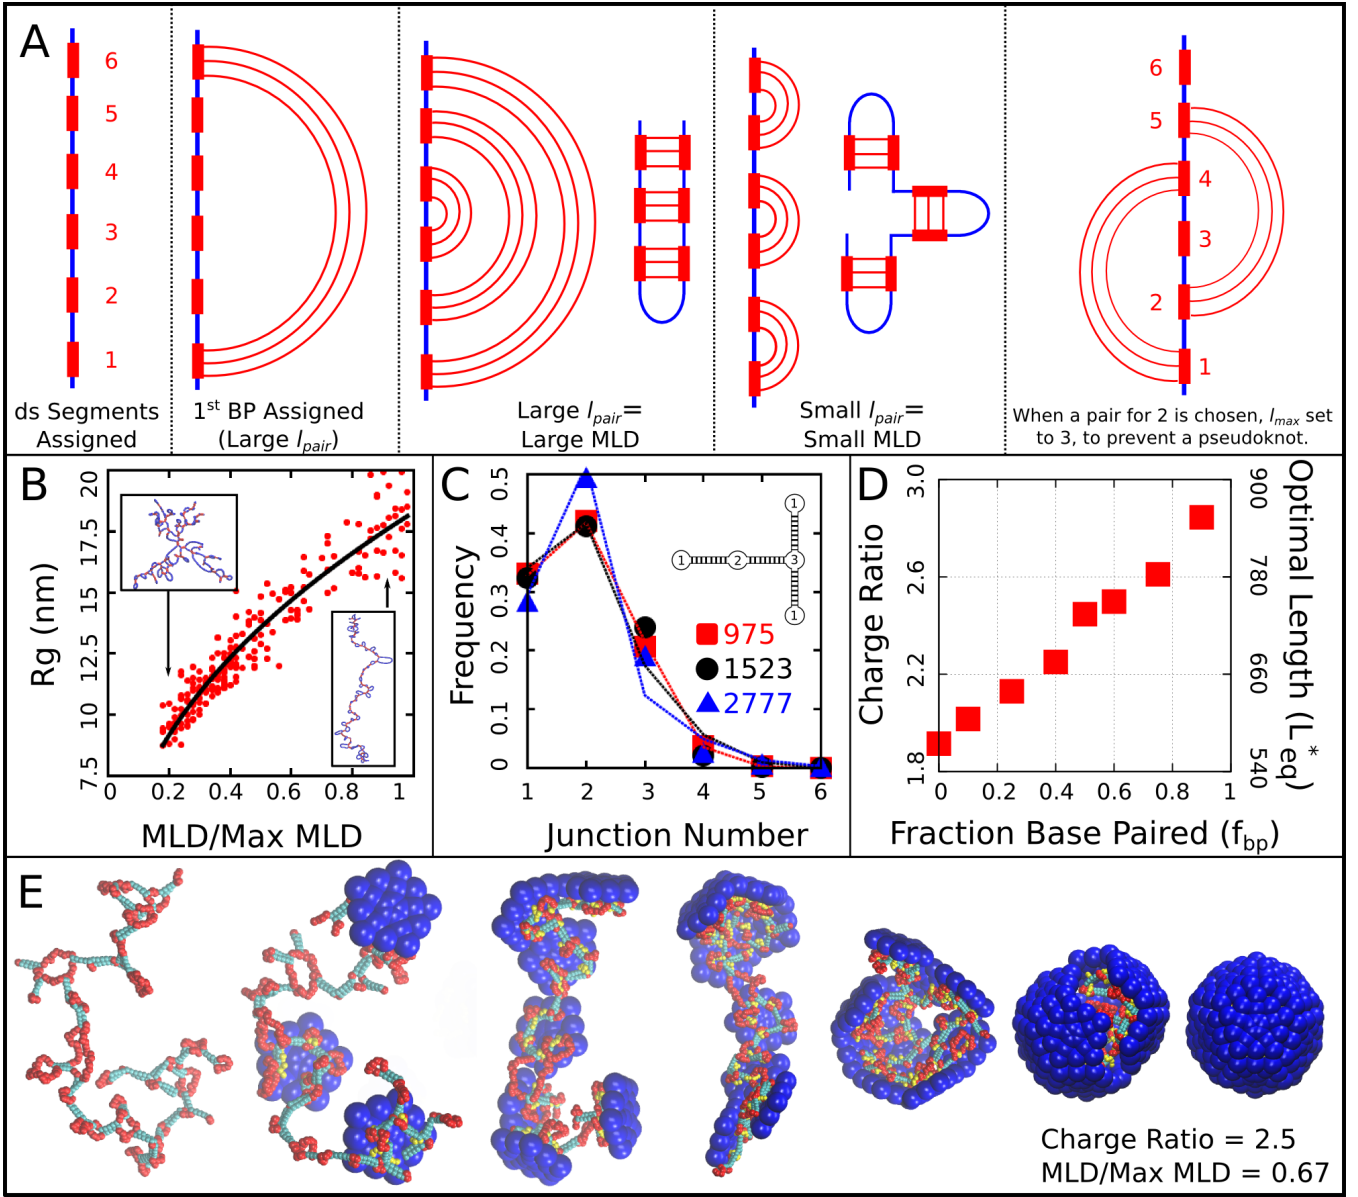 A
6
5
4
3
2
1
ds Segments
Assigned
1st BP Assigned
(Large lpair)
Large lpair=
Large MLD
Small lpair=
Small MLD
6
5
4
3
2
1
When a pair for 2 is chosen, lmax set
to 3, to prevent a pseudoknot.
B
Rg (nm)
20
17.5
15
12.5
10
7.5
0 0.2 0.4 0.6 0.8 1
MLD/Max MLD
C
Frequency
0.5
0.4
0.3
0.2
0.1
0
1 2 3 4 5 6
Junction Number
1
1 2 3
1
975
1523
2777
D
Charge Ratio
3.0
2.6
2.2
1.8
0 0.2 0.4 0.6 0.8 1
Fraction Base Paired (fbp)
900
780
660
540
Optimal Length (L*eq)
E
Charge Ratio = 2.5
MLD/Max MLD = 0.67